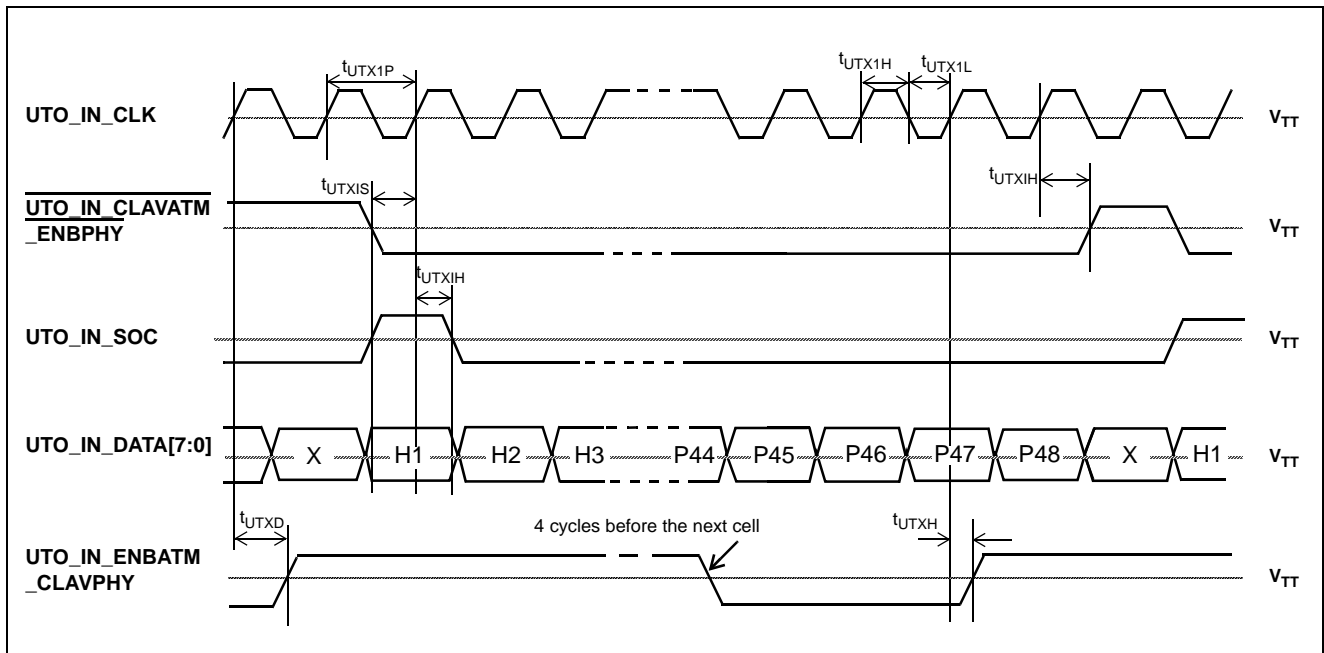 tUTX1P
tUTX1H
tUTX1L
UTO_IN_CLK
VTT
tUTXIS
tUTXIH
UTO_IN_CLAVATM
_ENBPHY
VTT
tUTXIH
UTO_IN_SOC
VTT
UTO_IN_DATA[7:0]
X
H1
H2
H3
P44
P45
P46
P47
P48
X
H1
VTT
tUTXD
4 cycles before the next cell
tUTXH
UTO_IN_ENBATM
_CLAVPHY
VTT